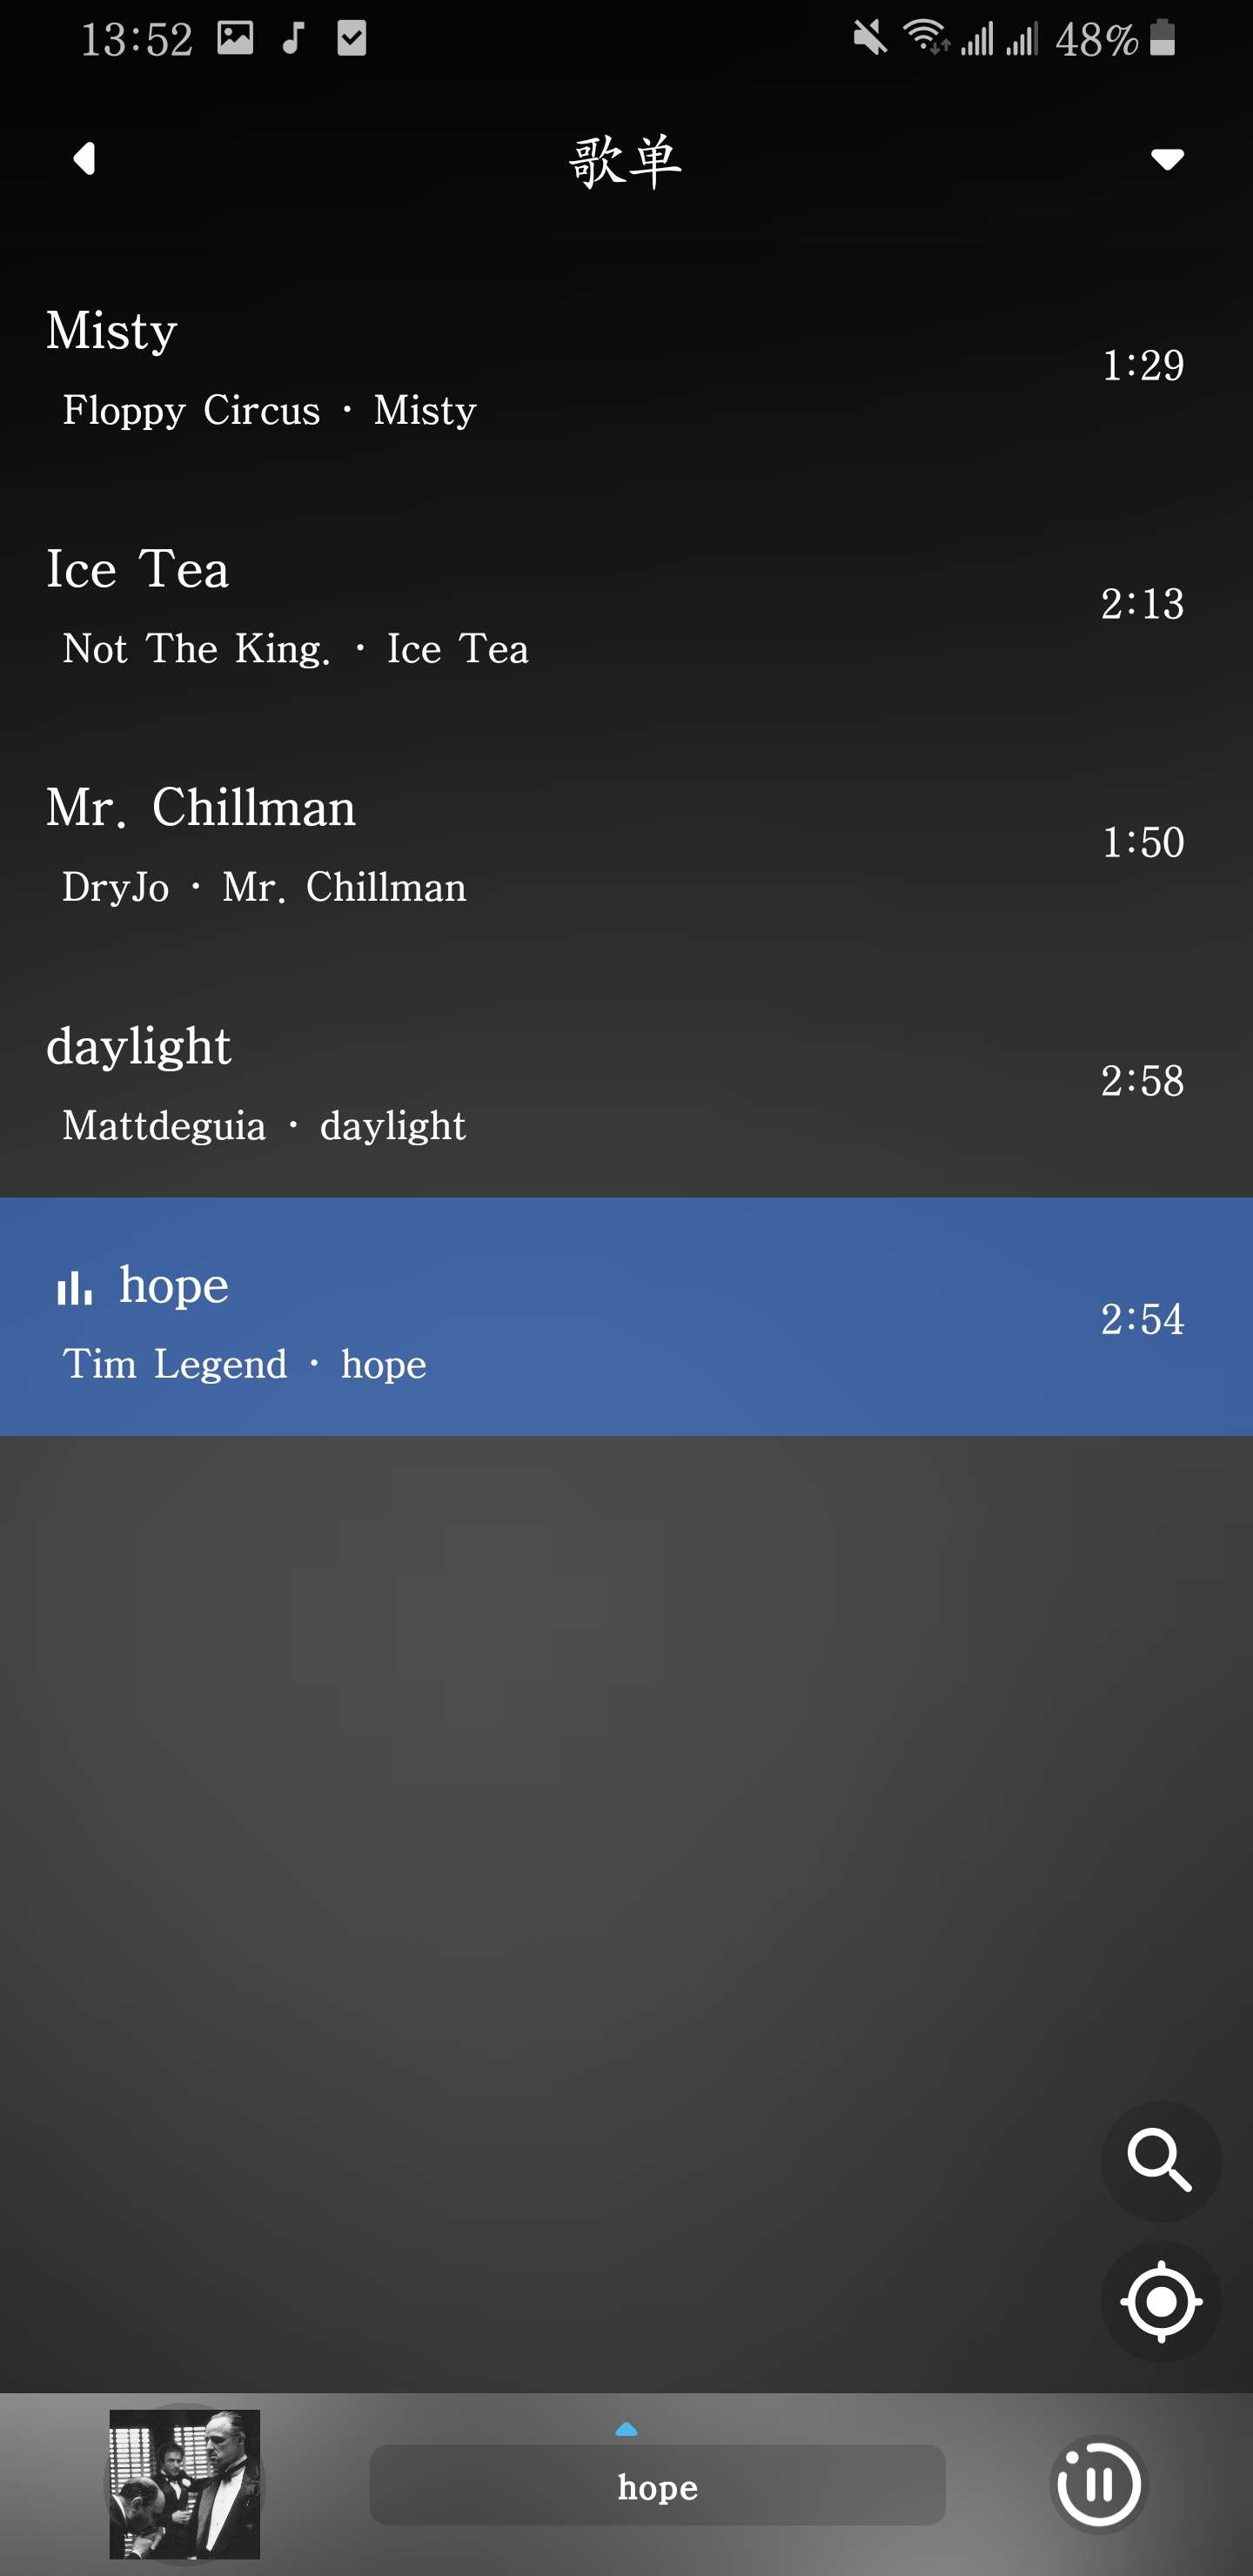 13:52 48%
歌单
Misty
1:29
Floppy Circus · Misty
Ice Tea
2:13
Not The King. · Ice Tea
Mr. Chillman
1:50
DryJo · Mr. Chillman
daylight
2:58
Mattdeguia · daylight
hope
2:54
Tim Legend · hope
hope